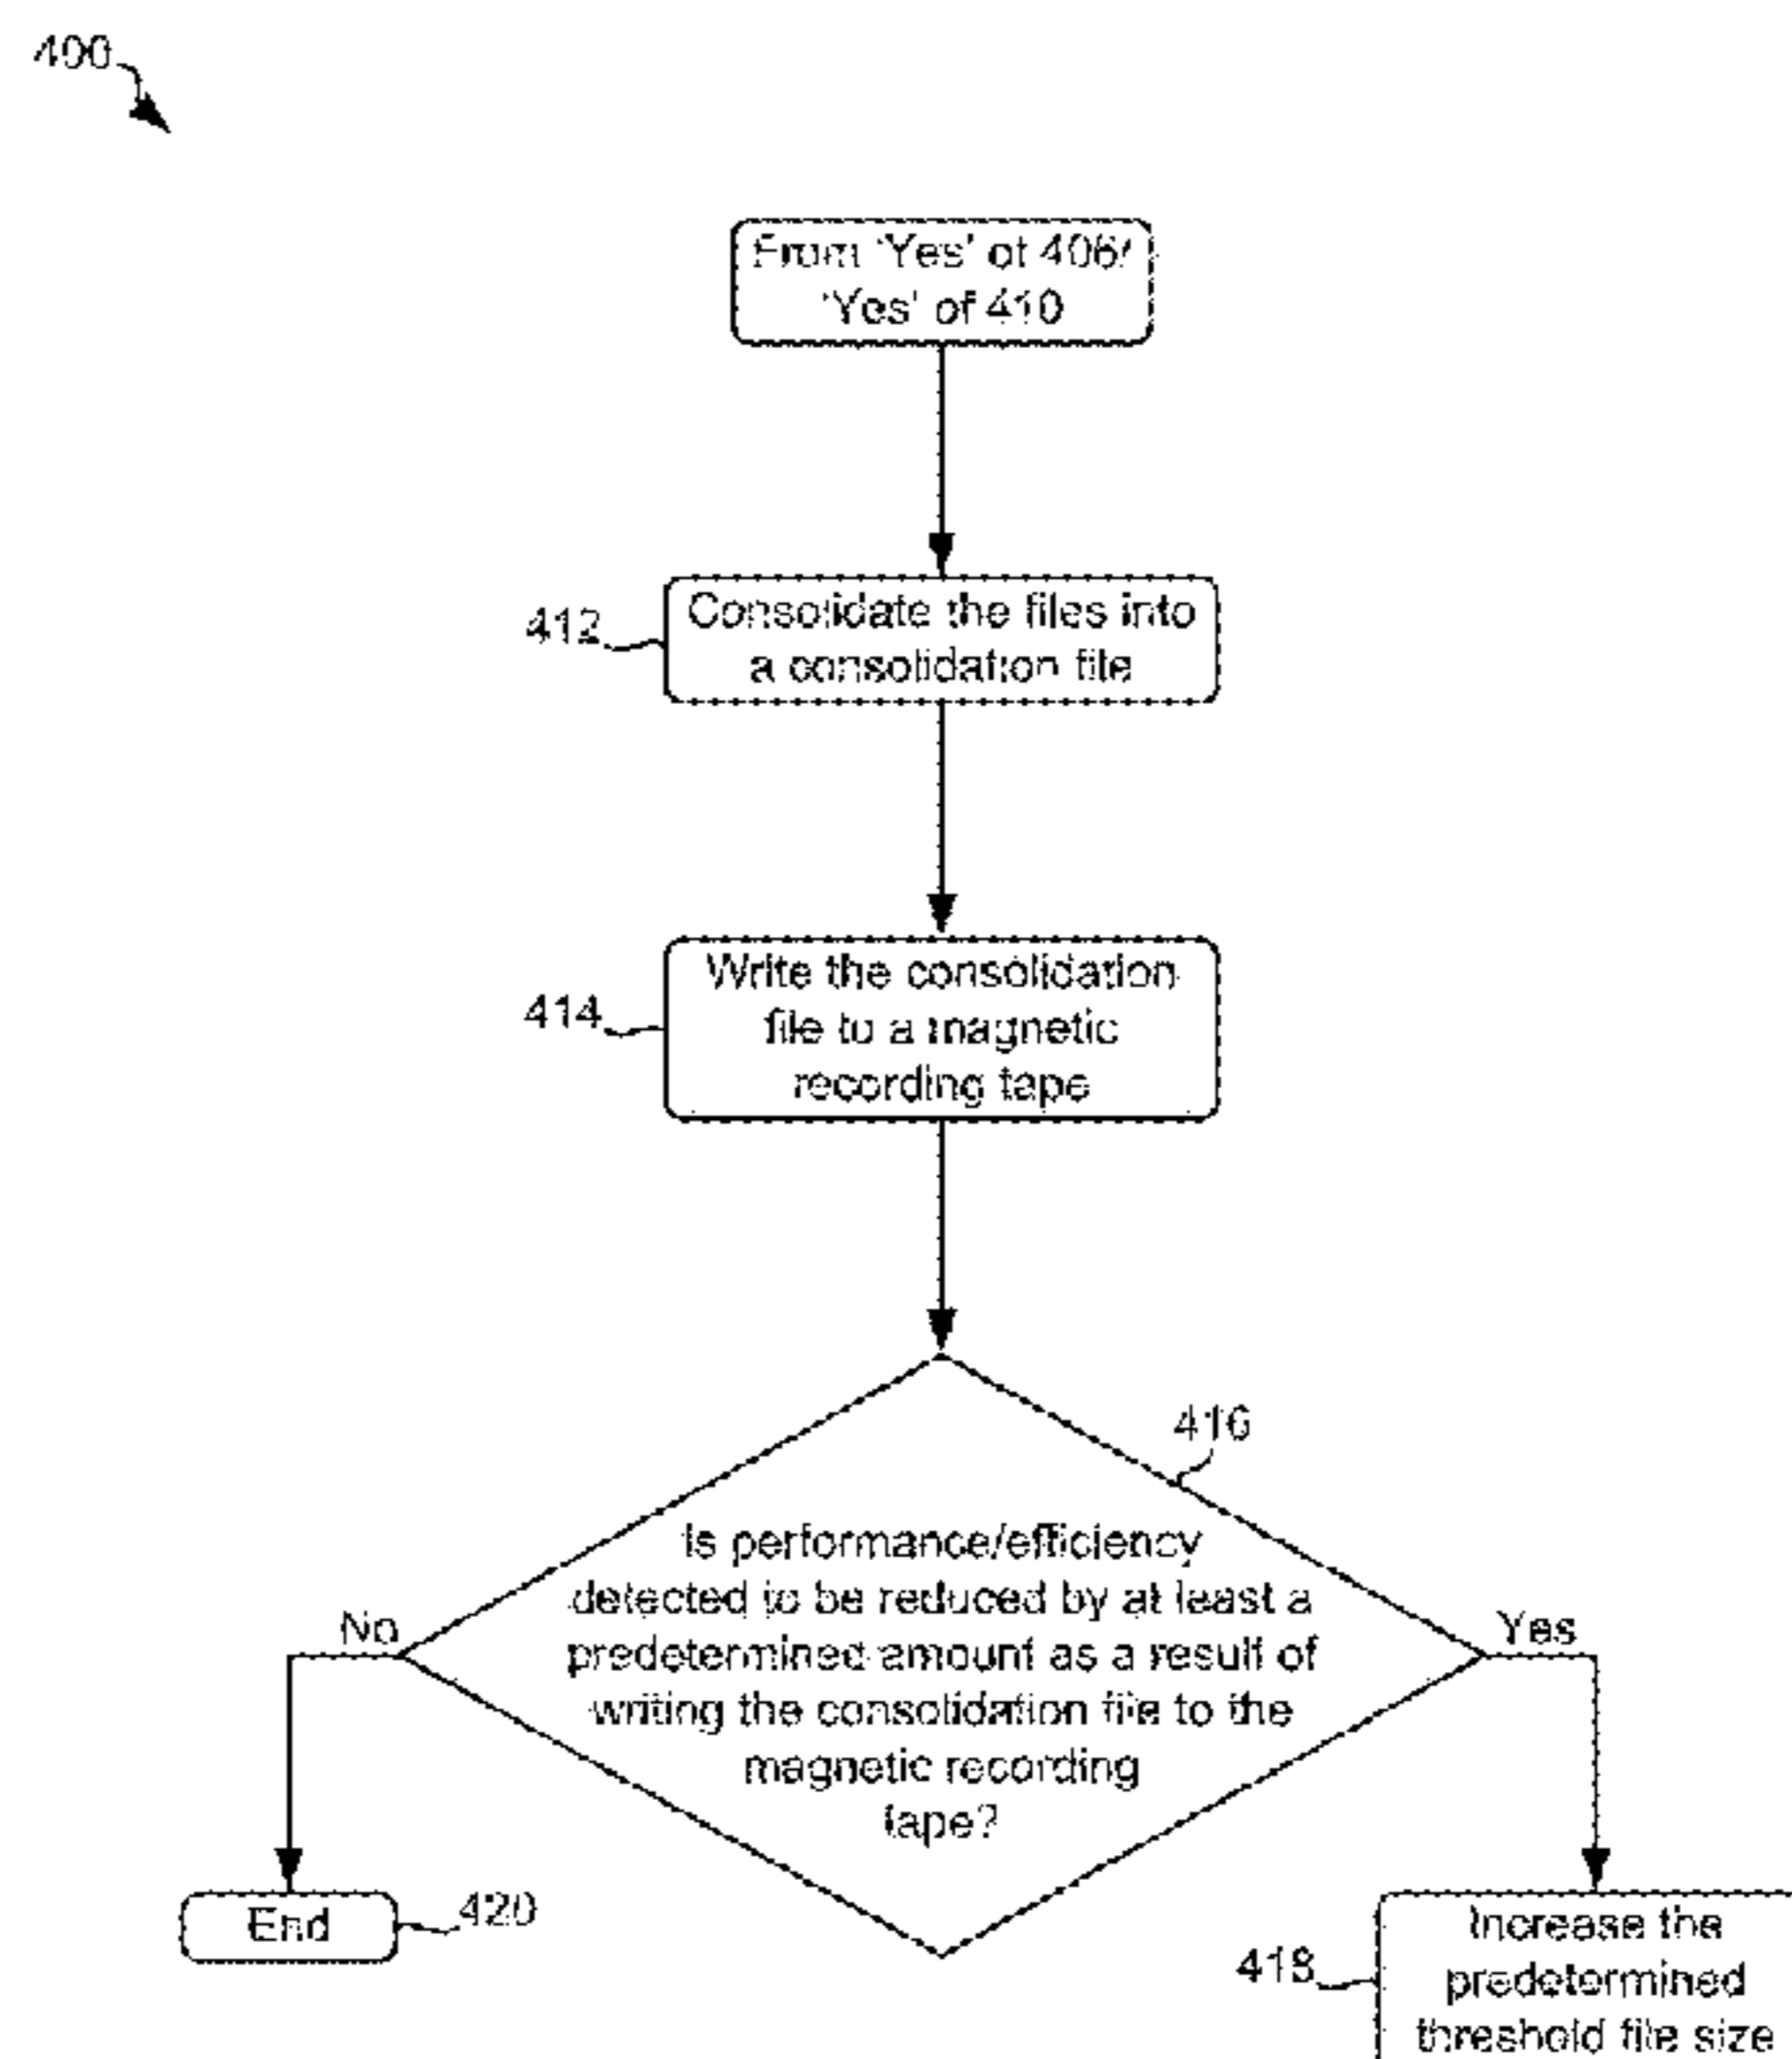 400
From 'Yes' of 406/
'Yes' of 410
412
Consolidate the files into
a consolidation file
414
Write the consolidation
file to a magnetic
recording tape
416
Is performance/efficiency
detected to be reduced by at least a
predetermined amount as a result of
writing the consolidation file to the
magnetic recording
tape?
No
Yes
End
420
418
Increase the
predetermined
threshold file size